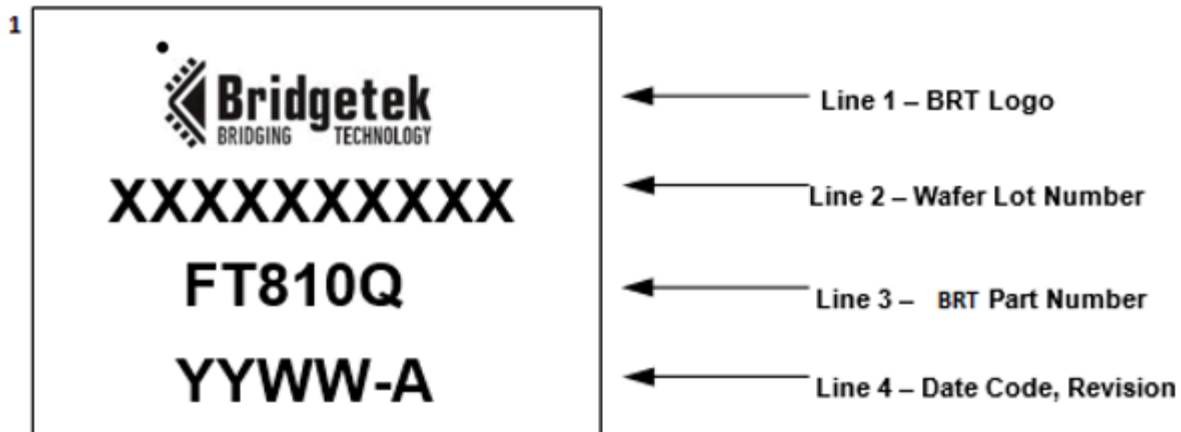 1
Bridgetek
BRIDGING TECHNOLOGY
Line 1 – BRT Logo
XXXXXXXXXX
Line 2 – Wafer Lot Number
FT810Q
Line 3 – BRT Part Number
YYWW-A
Line 4 – Date Code, Revision